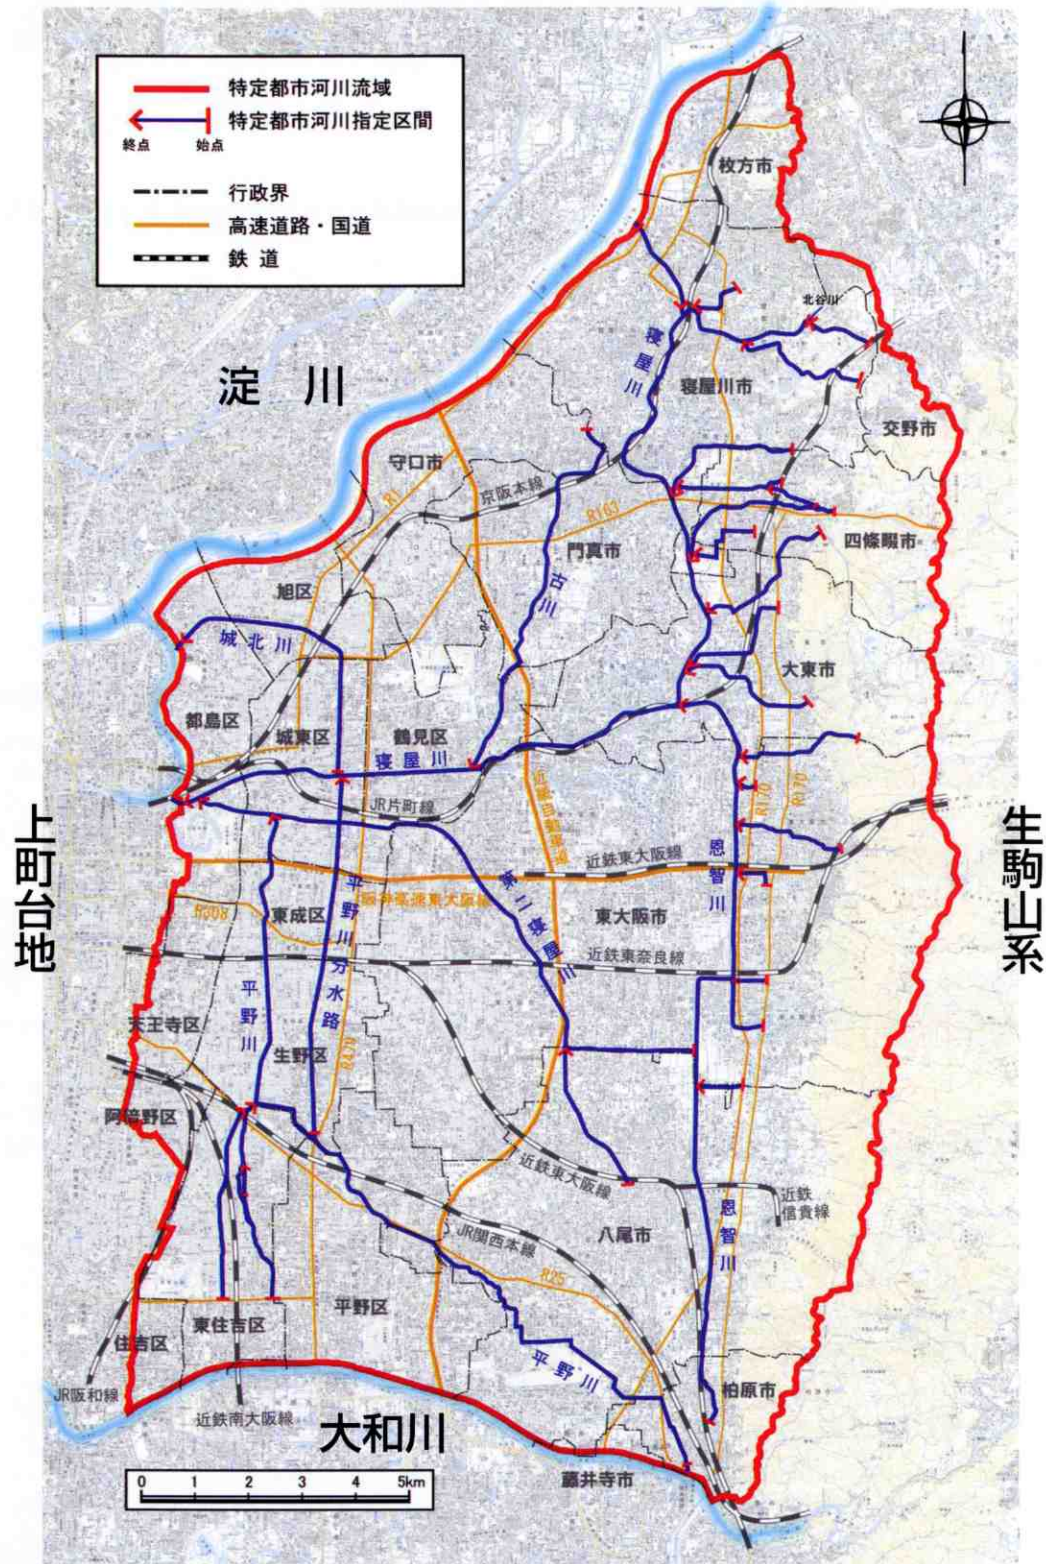 特定都市河川流域
特定都市河川指定区間
終点 始点
行政界
高速道路・国道
鉄道
枚方市
北谷川
寝屋川
寝屋川市
淀川
交野市
守口市
京阪本線
R1
R163
門真市
四條畷市
旭区
古川
城北川
大東市
都島区
城東区
鶴見区
寝屋川
JR片町線
近畿自動車道
R170
R170
上町台地
生駒山系
恩智川
近鉄東大阪線
阪神高速東大阪線
第二寝屋川
平野川分水路
東成区
R308
東大阪市
近鉄東奈良線
平野川
天王寺区
生野区
R479
阿倍野区
近鉄東大阪線
近鉄
信貴線
八尾市
恩智川
JR関西本線
R25
平野区
東住吉区
住吉区
平野川
柏原市
JR阪和線
近鉄南大阪線
大和川
藤井寺市
0 1 2 3 4 5km